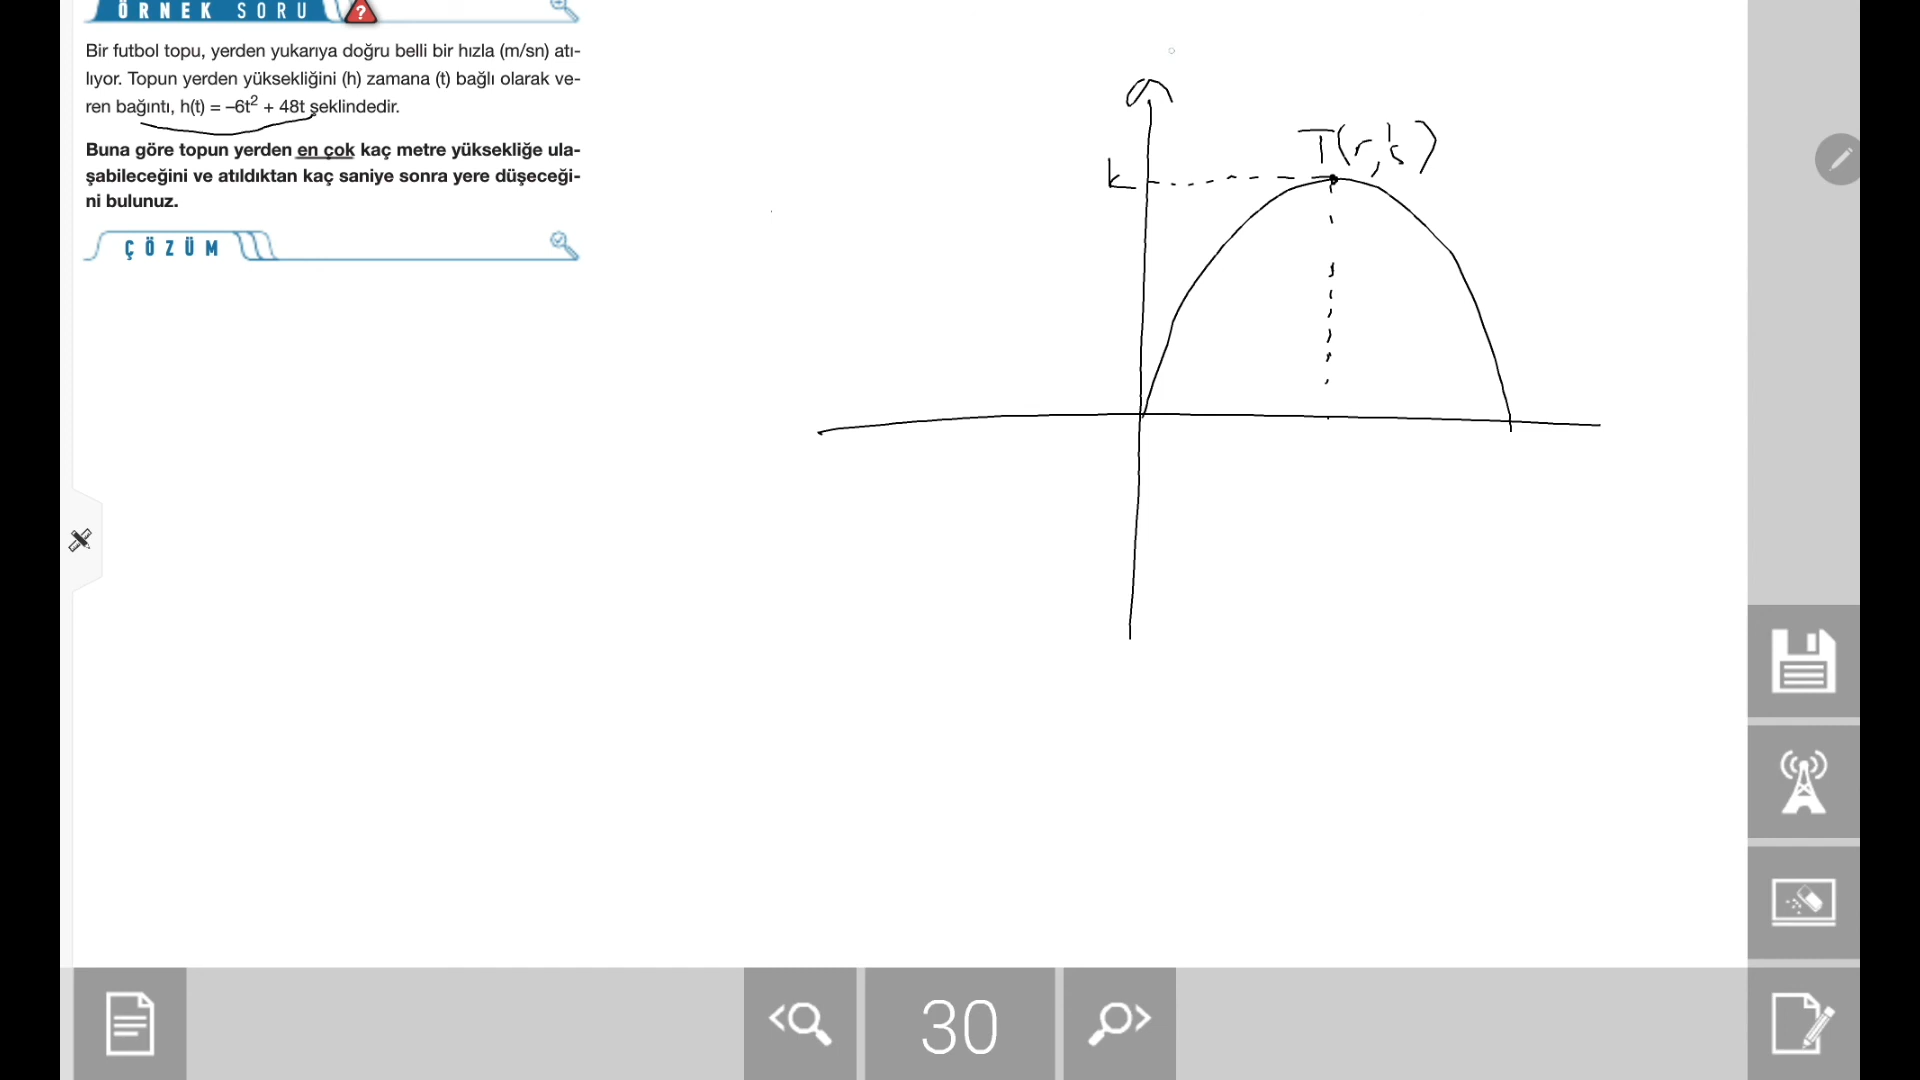 ÖRNEK SORU
Bir futbol topu, yerden yukarıya doğru belli bir hızla (m/sn) atı-
lıyor. Topun yerden yüksekliğini (h) zamana (t) bağlı olarak ve-
ren bağıntı, h(t) = –6t² + 48t şeklindedir.
Buna göre topun yerden en çok kaç metre yüksekliğe ula-
şabileceğini ve atıldıktan kaç saniye sonra yere düşeceği-
ni bulunuz.
ÇÖZÜM
T(r,k)
k
30